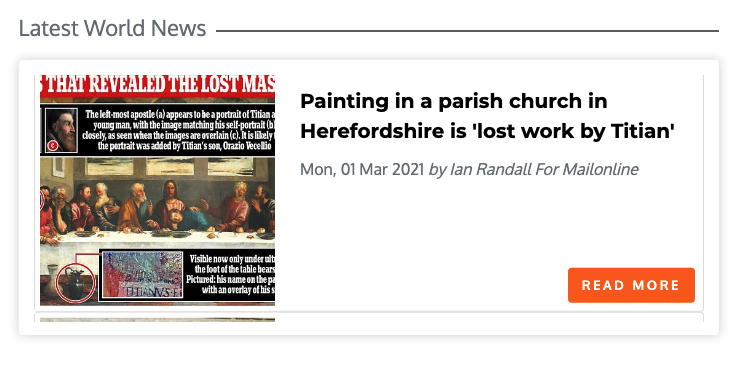 Latest World News
S THAT REVEALED THE LOST MAS
The left-most apostle (a) appears to be a portrait of Titian a
young man, with the image matching his self-portrait (b)
closely, as seen when the images are overlain (c). It is likely t
the portrait was added by Titian's son, Orazio Vecellio
c
Visible now only under ult
the foot of the table bears
Pictured: his name on the pa
with an overlay of his s
TITIANVS F
Painting in a parish church in
Herefordshire is 'lost work by Titian'
Mon, 01 Mar 2021 by Ian Randall For Mailonline
READ MORE